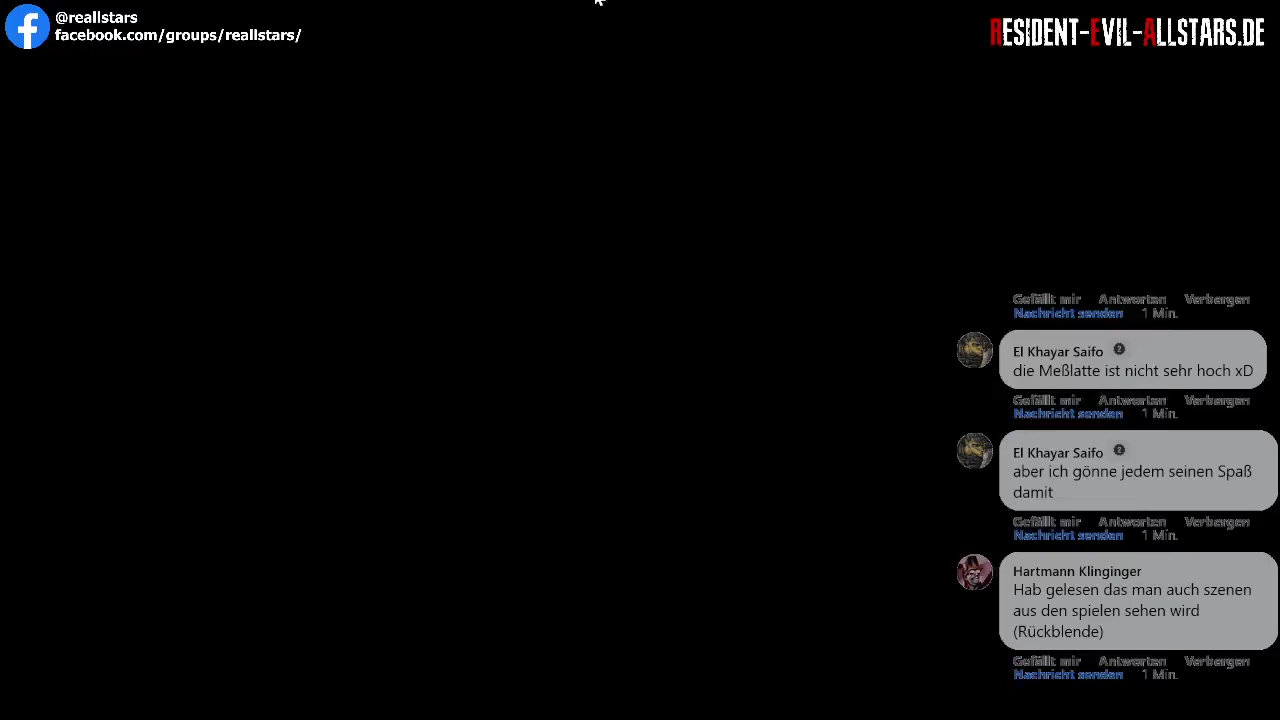 @reallstars
facebook.com/groups/reallstars/
RESIDENT-EVIL-ALLSTARS.DE
Gefällt mir Antworten Verbergen
Nachricht senden 1 Min.
El Khayar Saifo
die Meßlatte ist nicht sehr hoch xD
Gefällt mir Antworten Verbergen
Nachricht senden 1 Min.
El Khayar Saifo
aber ich gönne jedem seinen Spaß
damit
Gefällt mir Antworten Verbergen
Nachricht senden 1 Min.
Hartmann Klinginger
Hab gelesen das man auch szenen
aus den spielen sehen wird
(Rückblende)
Gefällt mir Antworten Verbergen
Nachricht senden 1 Min.